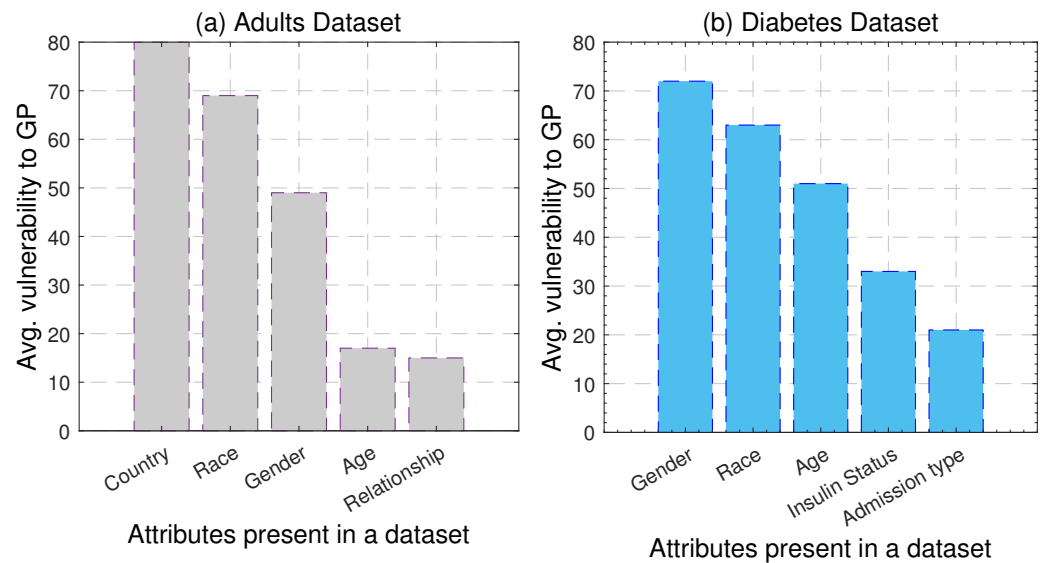 (a) Adults Dataset
Avg. vulnerability to GP
80
70
60
50
40
30
20
10
0
Country
Race
Gender
Age
Relationship
Attributes present in a dataset
(b) Diabetes Dataset
Avg. vulnerability to GP
80
70
60
50
40
30
20
10
0
Gender
Race
Age
Insulin Status
Admission type
Attributes present in a dataset